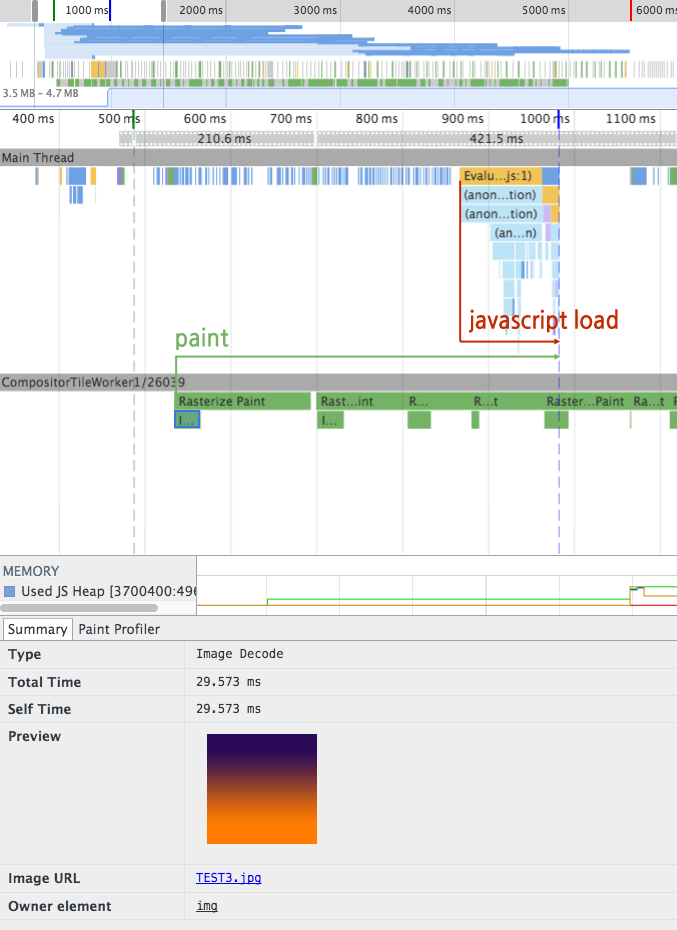 1000 ms 2000 ms 3000 ms 4000 ms 5000 ms 6000 ms
3.5 MB – 4.7 MB
400 ms 500 ms 600 ms 700 ms 800 ms 900 ms 1000 ms 1100 ms
210.6 ms 421.5 ms
Main Thread
Evalu…js:1)
(anon…tion)
(anon…tion)
(an…n)
javascript load
paint
CompositorTileWorker1/26039
Rasterize Paint Rast…int R… R…t Raster…Paint Ra…t
I… I…
MEMORY
Used JS Heap [3700400:496
Summary Paint Profiler
Type Image Decode
Total Time 29.573 ms
Self Time 29.573 ms
Preview
Image URL TEST3.jpg
Owner element img